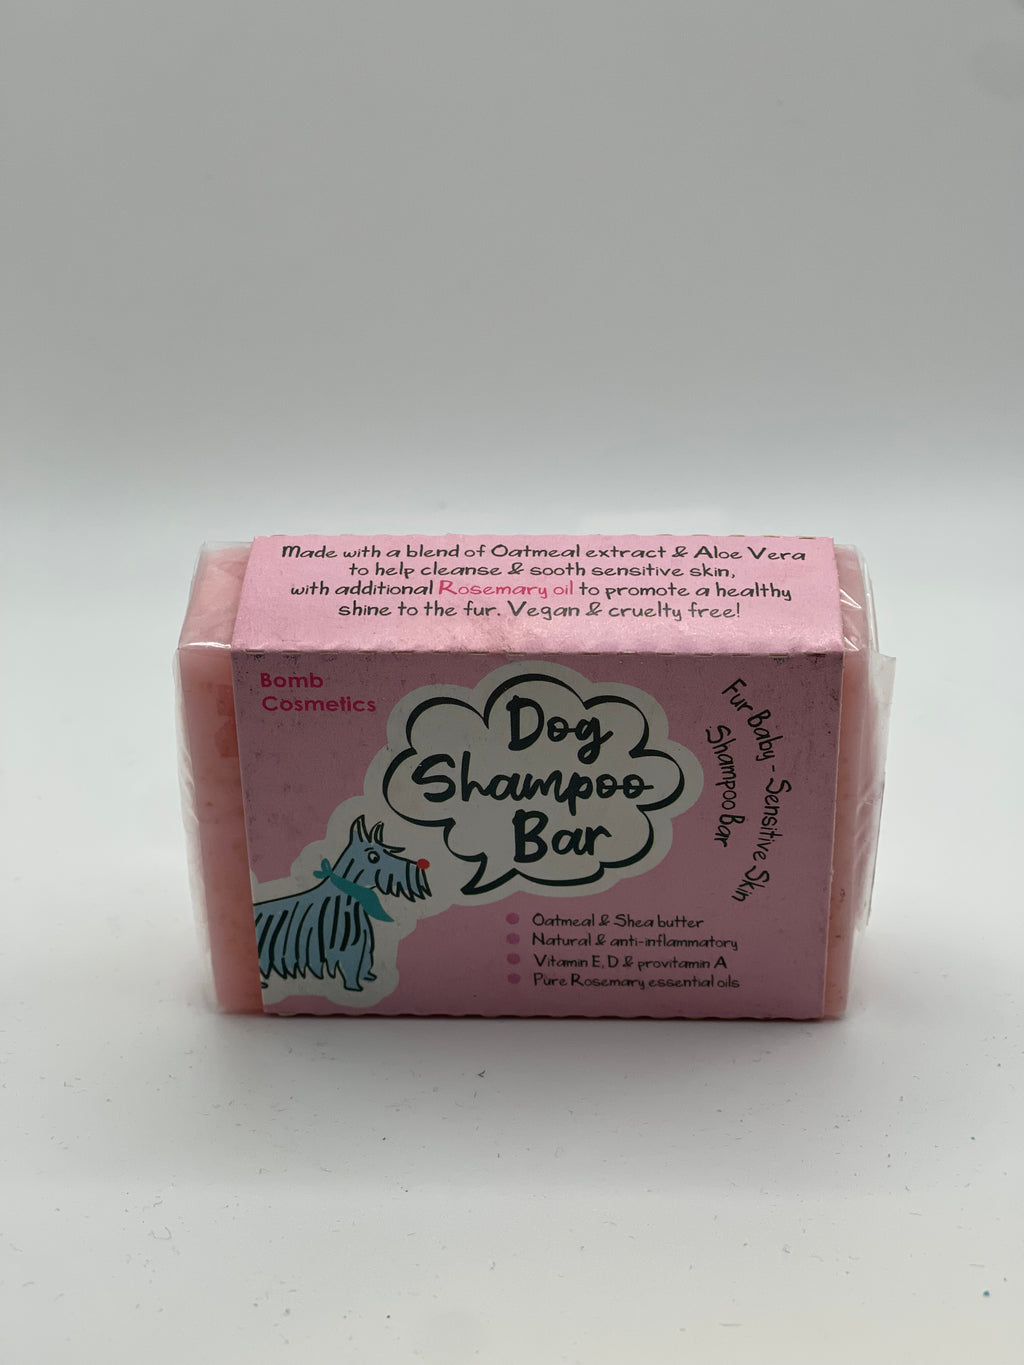 Made with a blend of Oatmeal extract & Aloe Vera
to help cleanse & sooth sensitive skin,
with additional Rosemary oil to promote a healthy
shine to the fur. Vegan & cruelty free!
Bomb
Cosmetics
Dog
Shampoo
Bar
Fur Baby - Sensitive Skin
Shampoo Bar
Oatmeal & Shea butter
Natural & anti-inflammatory
Vitamin E, D & provitamin A
Pure Rosemary essential oils